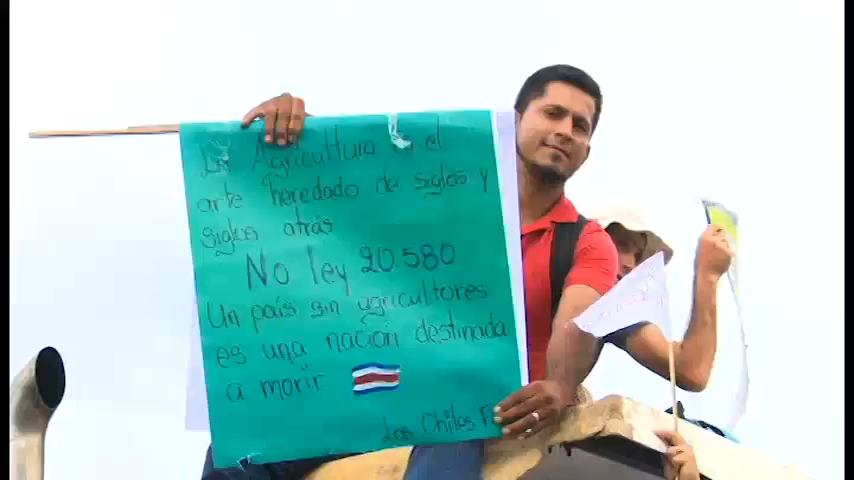 La Agricultura es el
arte heredado de siglos y
siglos atrás
No ley 20.580
Un país sin agricultores
es una nación destinada
a morir
Los Chiles